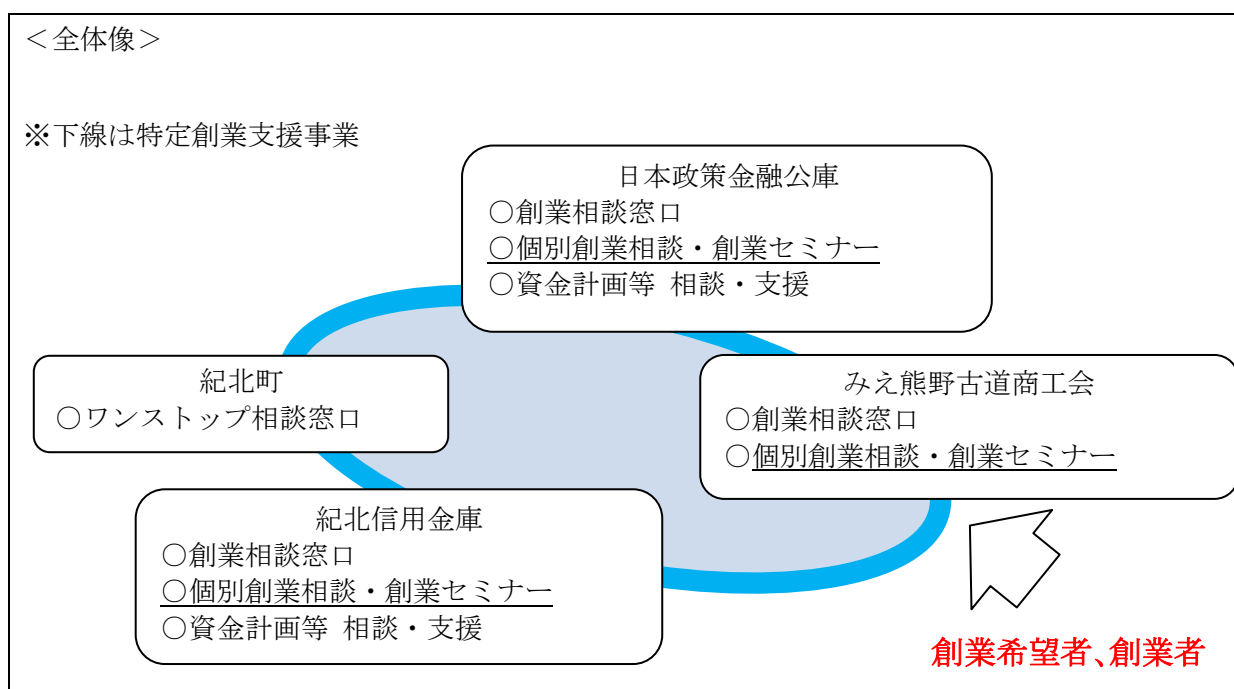 ＜全体像＞
※下線は特定創業支援事業
日本政策金融公庫
○創業相談窓口
○個別創業相談・創業セミナー
○資金計画等 相談・支援
紀北町
○ワンストップ相談窓口
みえ熊野古道商工会
○創業相談窓口
○個別創業相談・創業セミナー
紀北信用金庫
○創業相談窓口
○個別創業相談・創業セミナー
○資金計画等 相談・支援
創業希望者、創業者